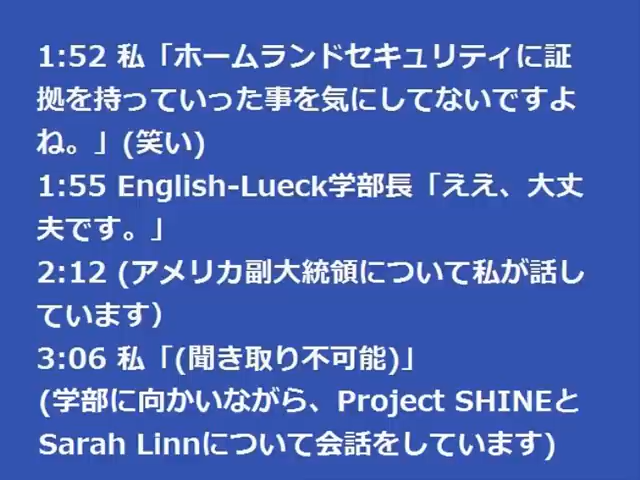 1:52 私「ホームランドセキュリティに証
拠を持っていった事を気にしてないですよ
ね。」(笑い)
1:55 English-Lueck学部長「ええ、大丈
夫です。」
2:12 (アメリカ副大統領について私が話し
ています）
3:06 私「(聞き取り不可能)」
(学部に向かいながら、Project SHINEと
Sarah Linnについて会話をしています)